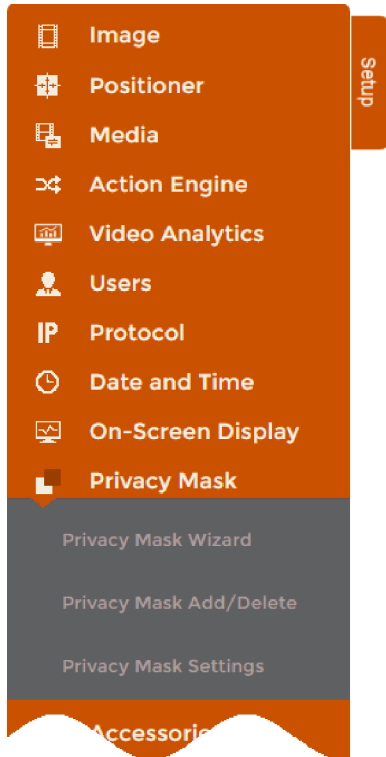 Image
Setup
Positioner
Media
Action Engine
Video Analytics
Users
IP Protocol
Date and Time
On-Screen Display
Privacy Mask
Privacy Mask Wizard
Privacy Mask Add/Delete
Privacy Mask Settings